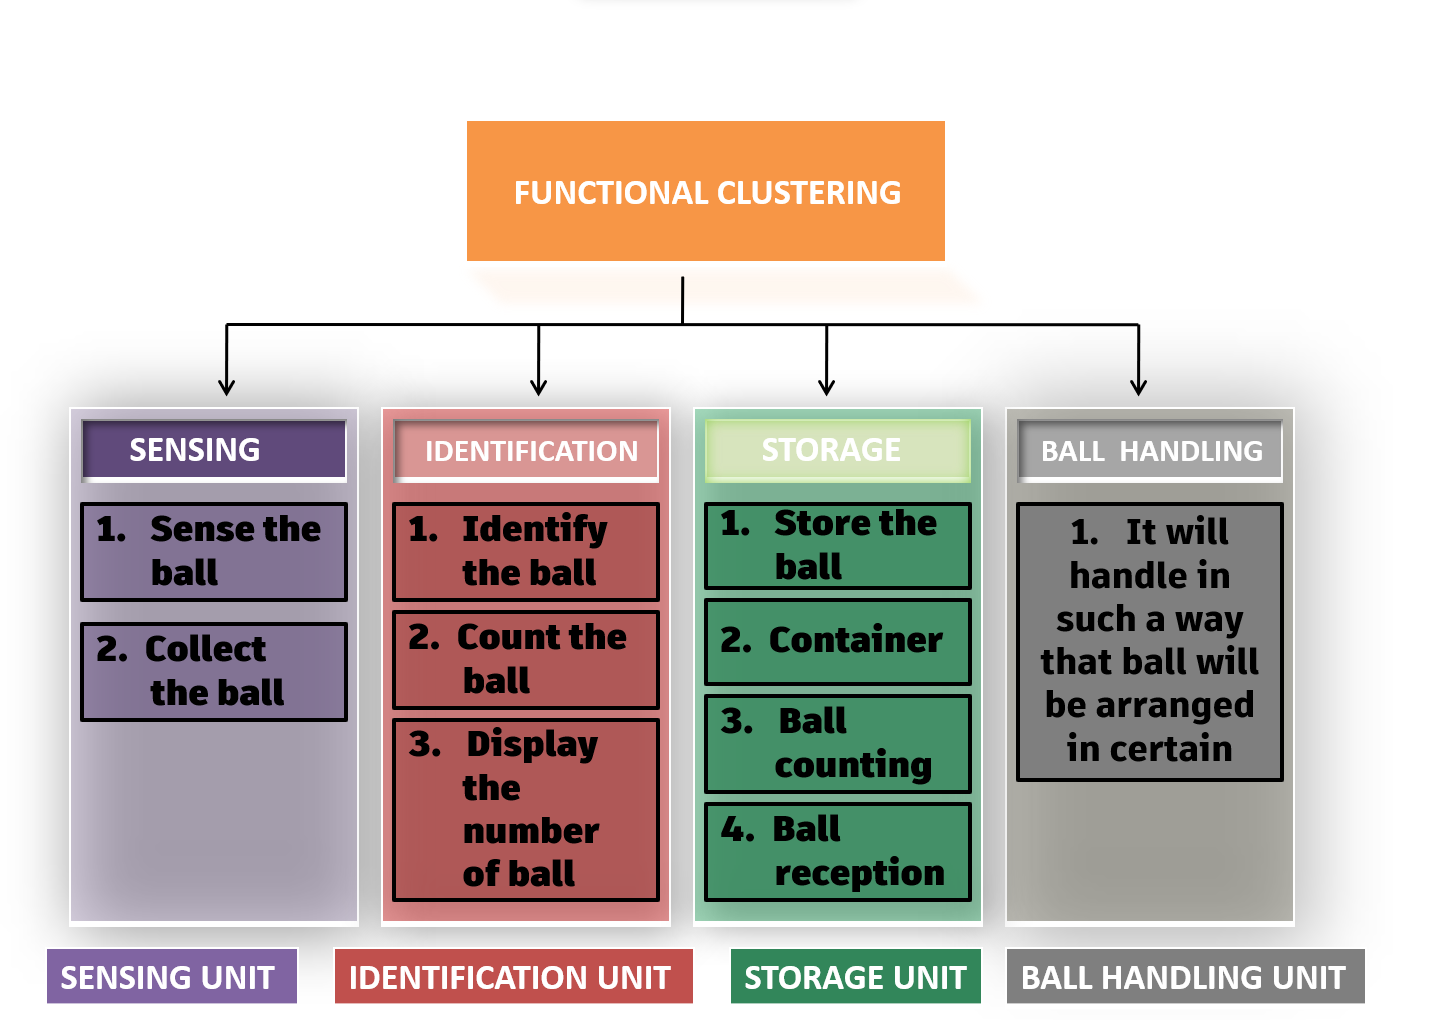 FUNCTIONAL CLUSTERING
SENSING
1. Sense the
ball
2. Collect
the ball
IDENTIFICATION
1. Identify
the ball
2. Count the
ball
3. Display
the
number
of ball
STORAGE
1. Store the
ball
2. Container
3. Ball
counting
4. Ball
reception
BALL HANDLING
1. It will
handle in
such a way
that ball will
be arranged
in certain
SENSING UNIT
IDENTIFICATION UNIT
STORAGE UNIT
BALL HANDLING UNIT